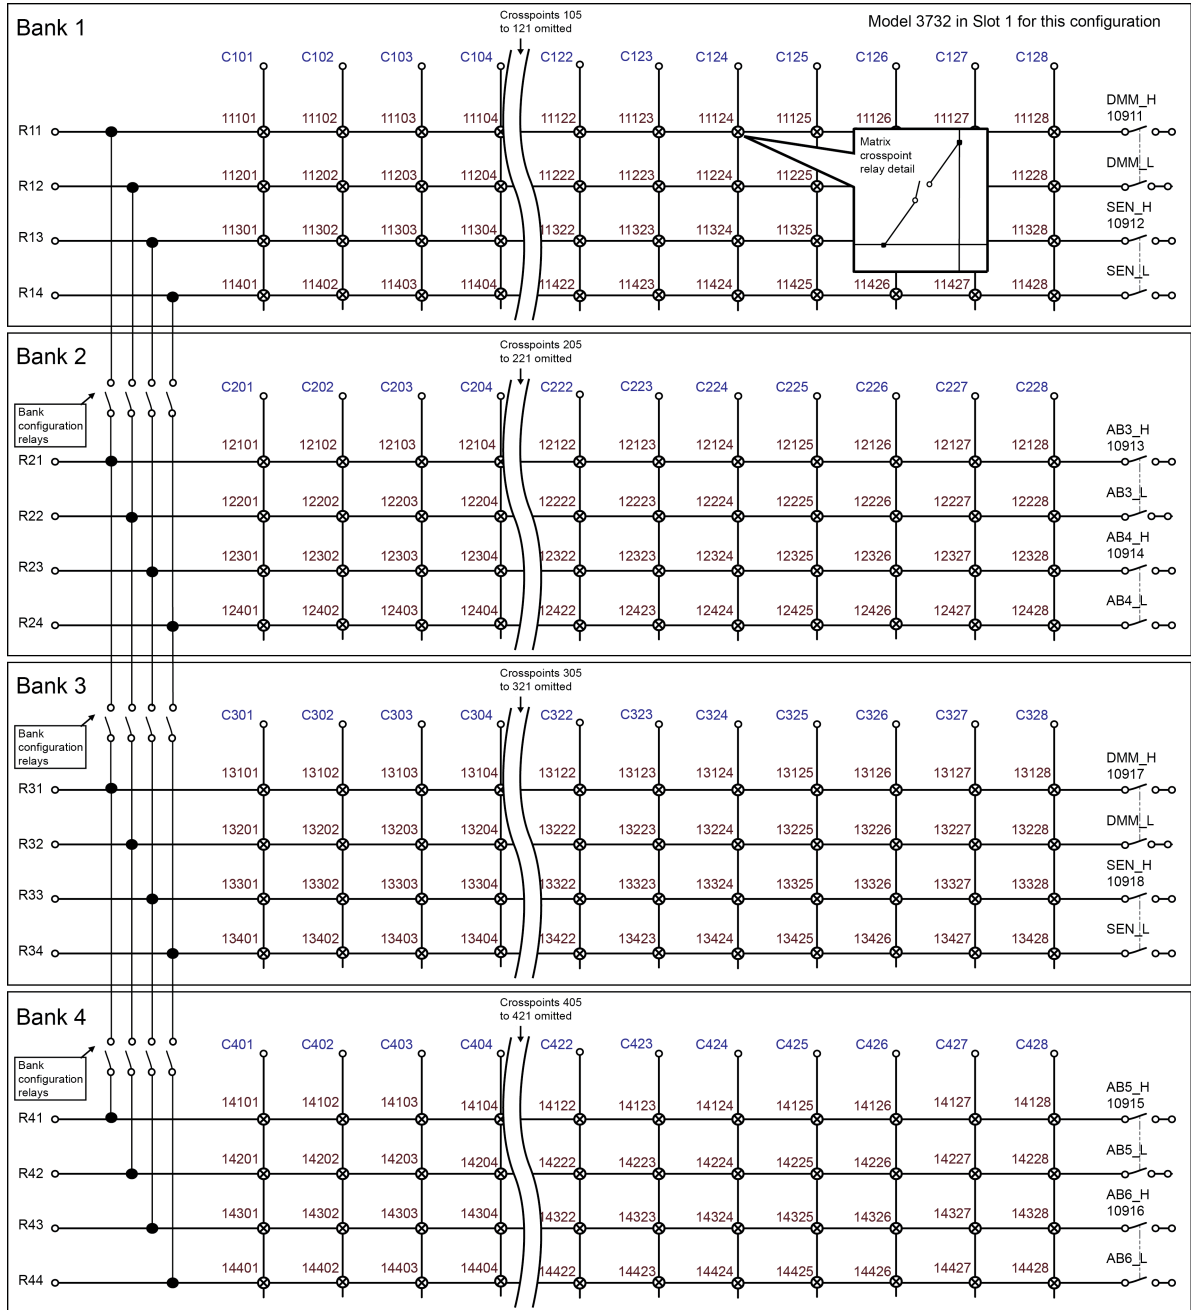 Bank 1
Crosspoints 105
to 121 omitted
Model 3732 in Slot 1 for this configuration
C101 C102 C103 C104 C122 C123 C124 C125 C126 C127 C128
R11 11101 11102 11103 11104 11122 11123 11124 11125 11126 11127 11128 DMM_H
10911
Matrix
crosspoint
relay detail
R12 11201 11202 11203 11204 11222 11223 11224 11225 11228 DMM_L
R13 11301 11302 11303 11304 11322 11323 11324 11325 11328 SEN_H
10912
R14 11401 11402 11403 11404 11422 11423 11424 11425 11426 11427 11428 SEN_L
Bank 2
Crosspoints 205
to 221 omitted
C201 C202 C203 C204 C222 C223 C224 C225 C226 C227 C228
Bank
configuration
relays
R21 12101 12102 12103 12104 12122 12123 12124 12125 12126 12127 12128 AB3_H
10913
R22 12201 12202 12203 12204 12222 12223 12224 12225 12226 12227 12228 AB3_L
R23 12301 12302 12303 12304 12322 12323 12324 12325 12326 12327 12328 AB4_H
10914
R24 12401 12402 12403 12404 12422 12423 12424 12425 12426 12427 12428 AB4_L
Bank 3
Crosspoints 305
to 321 omitted
C301 C302 C303 C304 C322 C323 C324 C325 C326 C327 C328
Bank
configuration
relays
R31 13101 13102 13103 13104 13122 13123 13124 13125 13126 13127 13128 DMM_H
10917
R32 13201 13202 13203 13204 13222 13223 13224 13225 13226 13227 13228 DMM_L
R33 13301 13302 13303 13304 13322 13323 13324 13325 13326 13327 13328 SEN_H
10918
R34 13401 13402 13403 13404 13422 13423 13424 13425 13426 13427 13428 SEN_L
Bank 4
Crosspoints 405
to 421 omitted
C401 C402 C403 C404 C422 C423 C424 C425 C426 C427 C428
Bank
configuration
relays
R41 14101 14102 14103 14104 14122 14123 14124 14125 14126 14127 14128 AB5_H
10915
R42 14201 14202 14203 14204 14222 14223 14224 14225 14226 14227 14228 AB5_L
R43 14301 14302 14303 14304 14322 14323 14324 14325 14326 14327 14328 AB6_H
10916
R44 14401 14402 14403 14404 14422 14423 14424 14425 14426 14427 14428 AB6_L